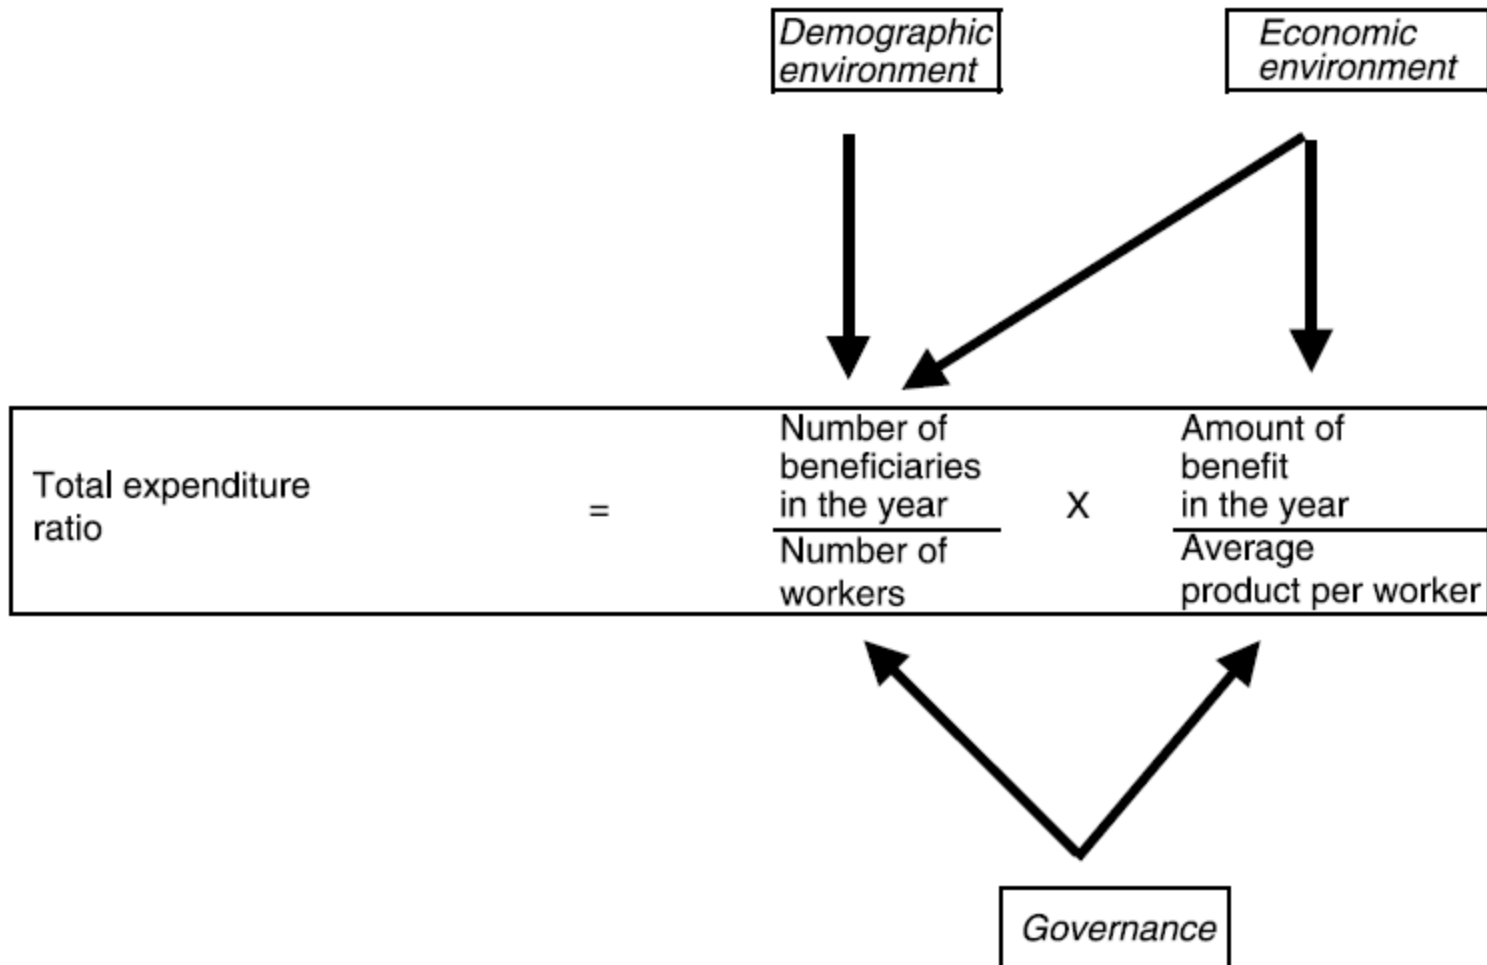 Demographic
environment
Economic
environment
Total expenditure
ratio
=
Number of
beneficiaries
in the year
Number of
workers
X
Amount of
benefit
in the year
Average
product per worker
Governance